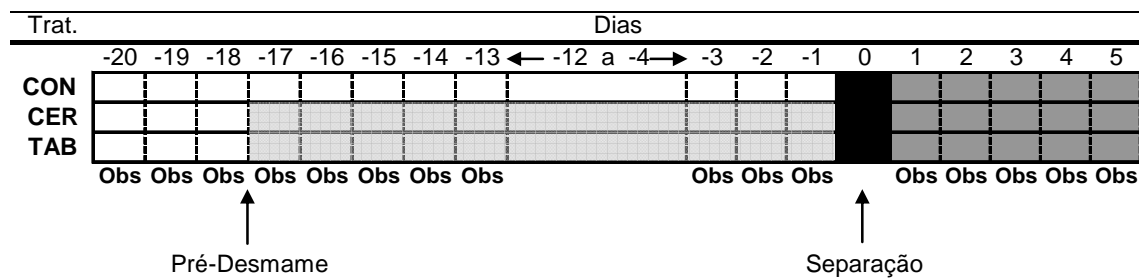 Trat. Dias
-20 -19 -18 -17 -16 -15 -14 -13 -12 a -4 -3 -2 -1 0 1 2 3 4 5
CON
CER
TAB
Obs Obs Obs Obs Obs Obs Obs Obs Obs Obs Obs Obs Obs Obs Obs Obs
Pré-Desmame Separação